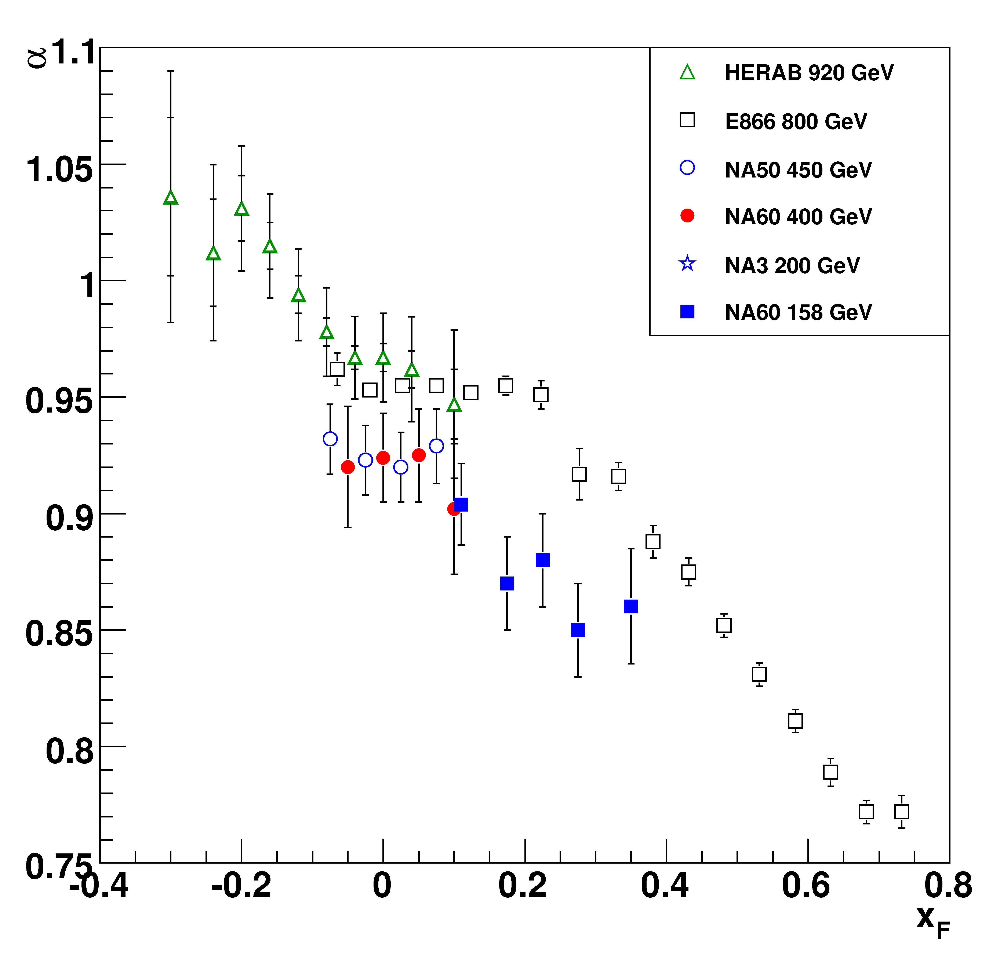 α
1.1
1.05
1
0.95
0.9
0.85
0.8
0.75
-0.4 -0.2 0 0.2 0.4 0.6 0.8
xF
HERAB 920 GeV
E866 800 GeV
NA50 450 GeV
NA60 400 GeV
NA3 200 GeV
NA60 158 GeV